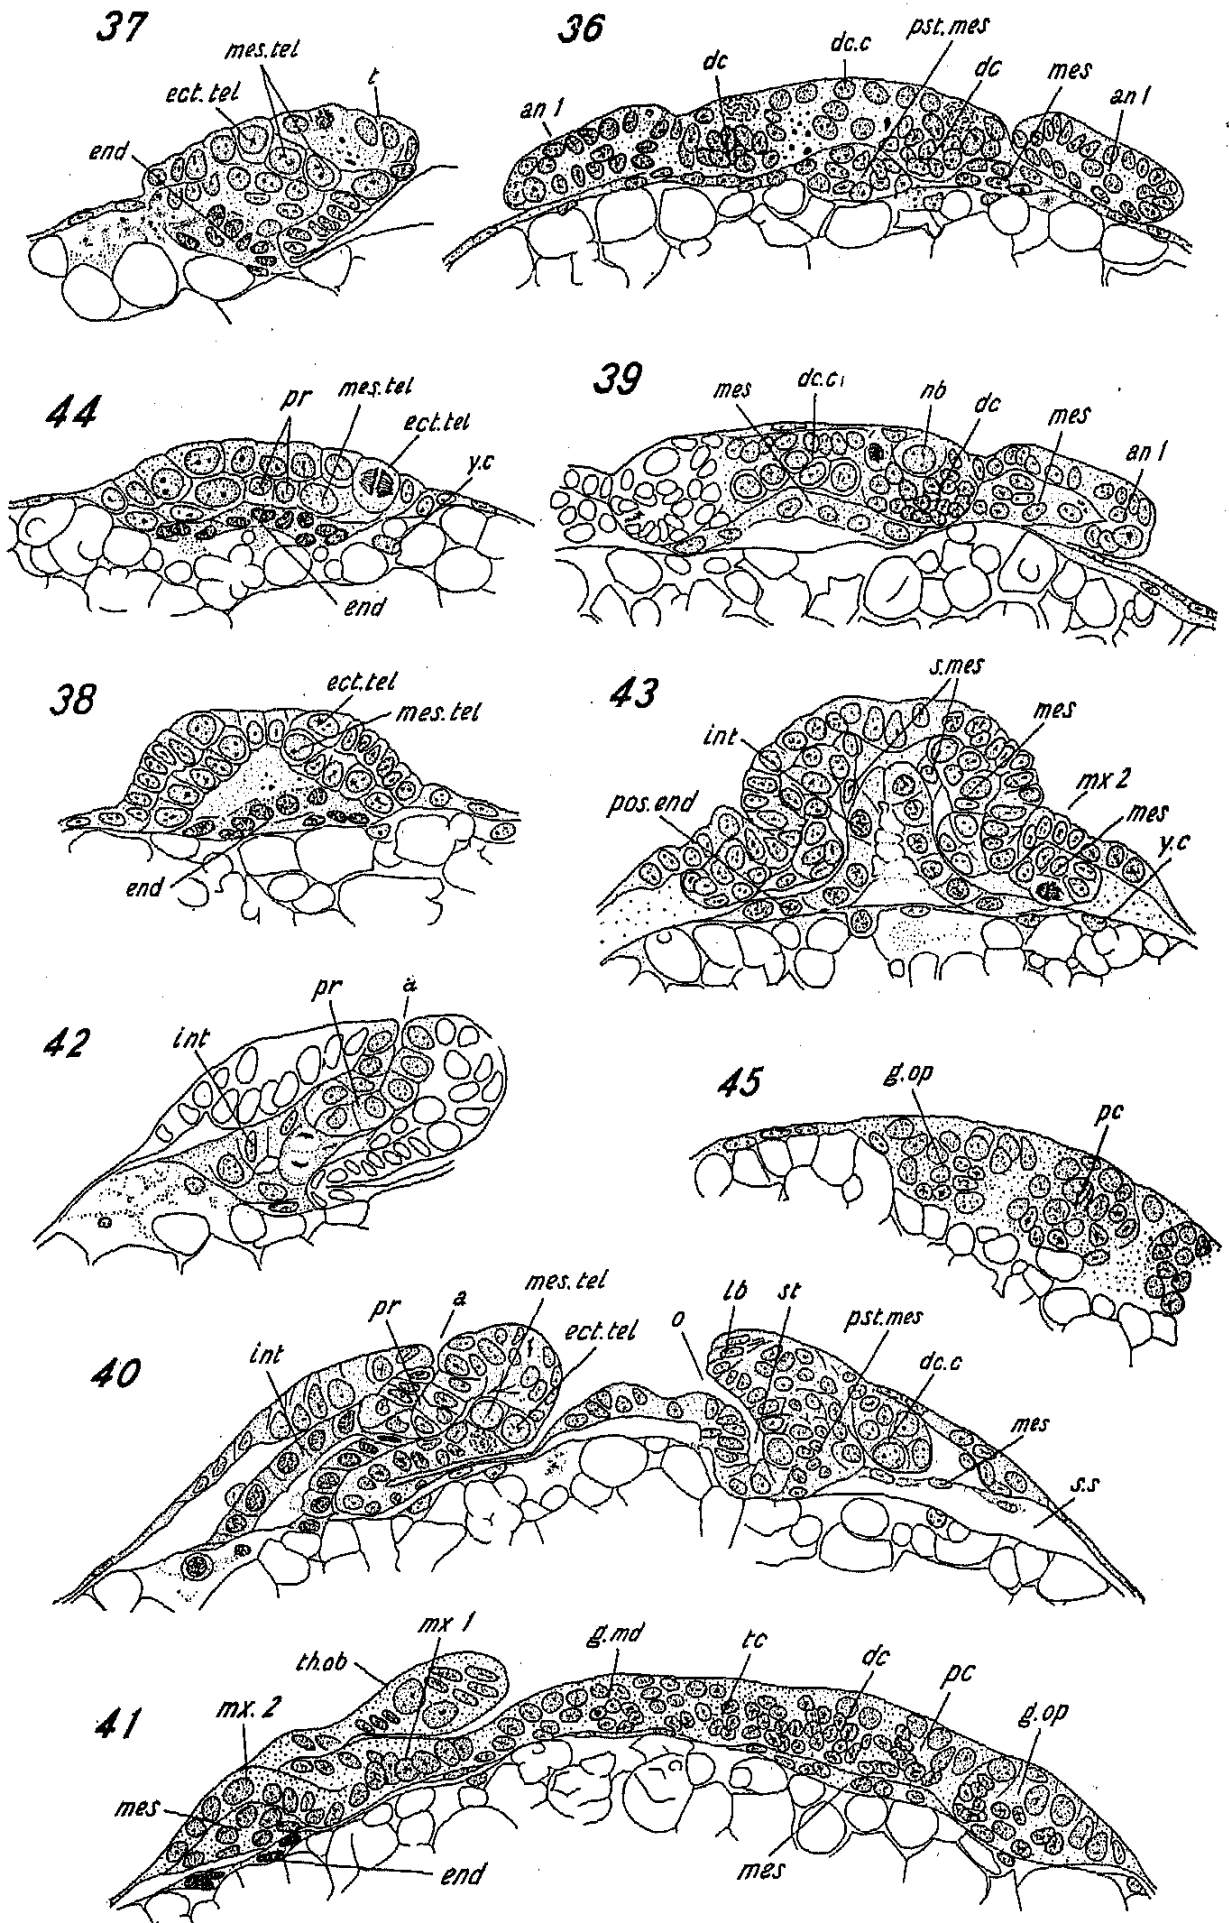 37
mes.tel
ect.tel
t
end
36
pst.mes
dc.c
dc
dc
mes
an 1
an 1
44
pr
mes.tel
ect.tel
y.c
end
39
mes
dc.c
nb
dc
mes
an 1
38
ect.tel
mes.tel
end
43
s.mes
mes
int
mx 2
pos.end
mes
y.c
42
pr
a
int
45
g.op
pc
40
mes.tel
pr
a
ect.tel
int
t
o
lb
st
pst.mes
dc.c
mes
s.s
41
mx 1
th.ab
g.md
tc
dc
pc
mx. 2
g.op
mes
mes
end